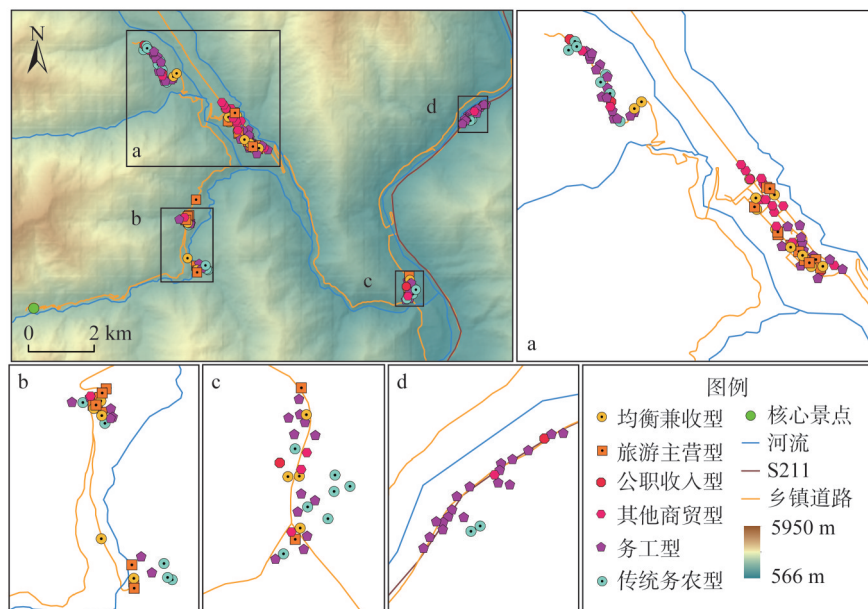 N
a
b
c
d
0 2 km
a
b
c
d
图例
均衡兼收型
核心景点
旅游主营型
河流
公职收入型
S211
其他商贸型
乡镇道路
务工型
5950 m
传统务农型
566 m